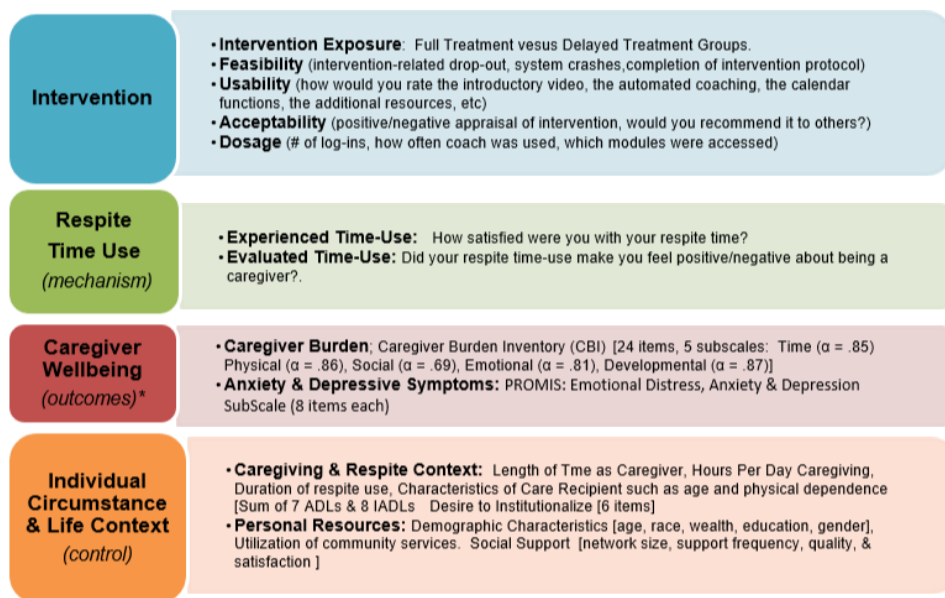 Intervention
• Intervention Exposure: Full Treatment versus Delayed Treatment Groups.
• Feasibility (intervention-related drop-out, system crashes,completion of intervention protocol)
• Usability (how would you rate the introductory video, the automated coaching, the calendar
functions, the additional resources, etc)
• Acceptability (positive/negative appraisal of intervention, would you recommend it to others?)
• Dosage (# of log-ins, how often coach was used, which modules were accessed)
Respite
Time Use
(mechanism)
• Experienced Time-Use: How satisfied were you with your respite time?
• Evaluated Time-Use: Did your respite time-use make you feel positive/negative about being a
caregiver?.
Caregiver
Wellbeing
(outcomes)*
• Caregiver Burden; Caregiver Burden Inventory (CBI) [24 items, 5 subscales: Time (α = .85)
Physical (α = .86), Social (α = .69), Emotional (α = .81), Developmental (α = .87)]
• Anxiety & Depressive Symptoms: PROMIS: Emotional Distress, Anxiety & Depression
SubScale (8 items each)
Individual
Circumstance
& Life Context
(control)
• Caregiving & Respite Context: Length of Tme as Caregiver, Hours Per Day Caregiving,
Duration of respite use, Characteristics of Care Recipient such as age and physical dependence
[Sum of 7 ADLs & 8 IADLs Desire to Institutionalize [6 items]
• Personal Resources: Demographic Characteristics [age, race, wealth, education, gender],
Utilization of community services. Social Support [network size, support frequency, quality, &
satisfaction ]